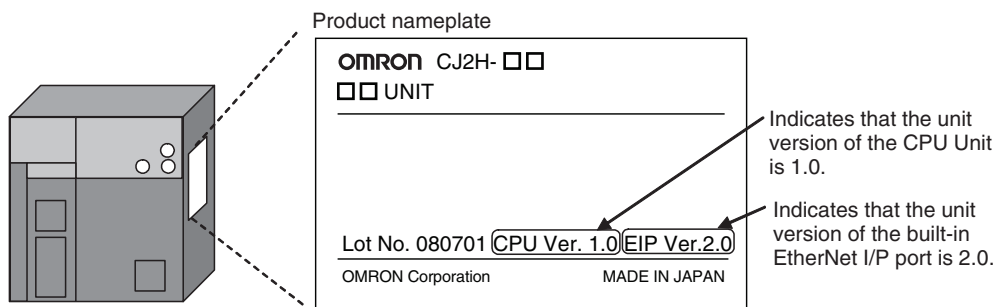 Product nameplate
OMRON CJ2H-□□
□□ UNIT
Indicates that the unit
version of the CPU Unit
is 1.0.
Lot No. 080701 CPU Ver. 1.0 EIP Ver.2.0
Indicates that the unit
version of the built-in
EtherNet I/P port is 2.0.
OMRON Corporation MADE IN JAPAN